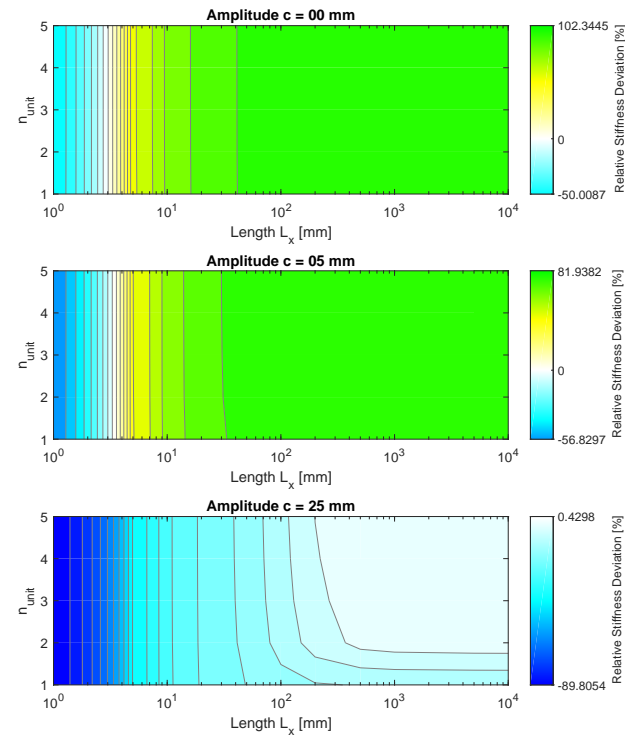 Amplitude c = 00 mm
5
4
3
2
1
n_unit
10^0 10^1 10^2 10^3 10^4
Length L_x [mm]
102.3445
0
-50.0087
Relative Stiffness Deviation [%]
Amplitude c = 05 mm
5
4
3
2
1
n_unit
10^0 10^1 10^2 10^3 10^4
Length L_x [mm]
81.9382
0
-56.8297
Relative Stiffness Deviation [%]
Amplitude c = 25 mm
5
4
3
2
1
n_unit
10^0 10^1 10^2 10^3 10^4
Length L_x [mm]
0.4298
-89.8054
Relative Stiffness Deviation [%]